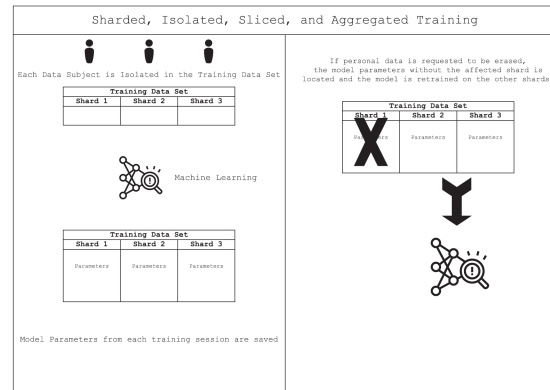 Sharded, Isolated, Sliced, and Aggregated Training
Each Data Subject is Isolated in the Training Data Set
Training Data Set
Shard 1 Shard 2 Shard 3
Machine Learning
Training Data Set
Shard 1 Shard 2 Shard 3
Parameters Parameters Parameters
Model Parameters from each training session are saved
If personal data is requested to be erased,
the model parameters without the affected shard is
located and the model is retrained on the other shards
Training Data Set
Shard 1 Shard 2 Shard 3
Parameters Parameters Parameters